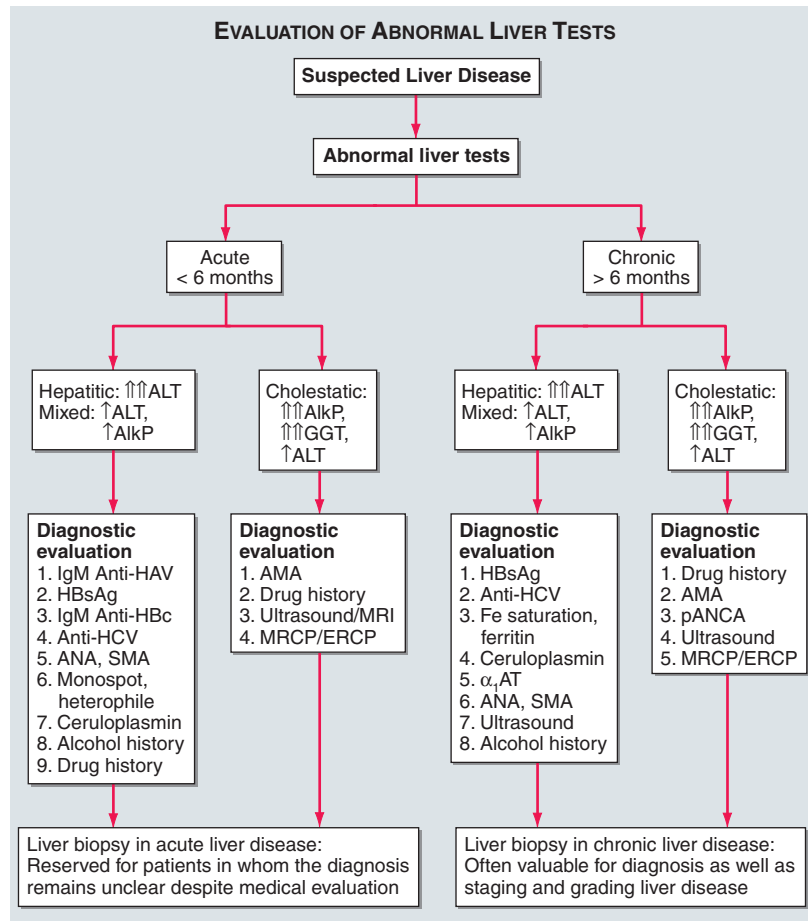 EVALUATION OF ABNORMAL LIVER TESTS
Suspected Liver Disease
Abnormal liver tests
Acute
< 6 months
Chronic
> 6 months
Hepatitic: ⇑⇑ALT
Mixed: ↑ALT,
↑AlkP
Cholestatic:
⇑⇑AlkP,
⇑⇑GGT,
↑ALT
Hepatitic: ⇑⇑ALT
Mixed: ↑ALT,
↑AlkP
Cholestatic:
⇑⇑AlkP,
⇑⇑GGT,
↑ALT
Diagnostic
evaluation
1. IgM Anti-HAV
2. HBsAg
3. IgM Anti-HBc
4. Anti-HCV
5. ANA, SMA
6. Monospot,
heterophile
7. Ceruloplasmin
8. Alcohol history
9. Drug history
Diagnostic
evaluation
1. AMA
2. Drug history
3. Ultrasound/MRI
4. MRCP/ERCP
Diagnostic
evaluation
1. HBsAg
2. Anti-HCV
3. Fe saturation,
ferritin
4. Ceruloplasmin
5. α₁AT
6. ANA, SMA
7. Ultrasound
8. Alcohol history
Diagnostic
evaluation
1. Drug history
2. AMA
3. pANCA
4. Ultrasound
5. MRCP/ERCP
Liver biopsy in acute liver disease:
Reserved for patients in whom the diagnosis
remains unclear despite medical evaluation
Liver biopsy in chronic liver disease:
Often valuable for diagnosis as well as
staging and grading liver disease